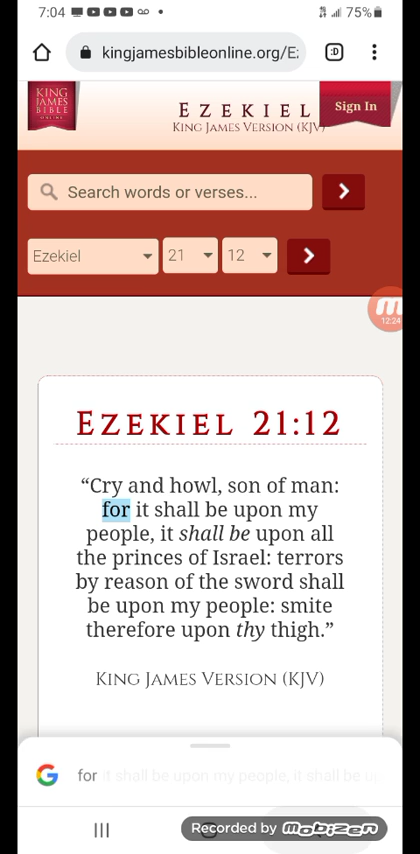 7:04 75%
kingjamesbibleonline.org/Ez :D
KING
JAMES
BIBLE
ONLINE
EZEKIEL
KING JAMES VERSION (KJV)
Sign In
Search words or verses...
Ezekiel 21 12
12:24
EZEKIEL 21:12
“Cry and howl, son of man:
for it shall be upon my
people, it shall be upon all
the princes of Israel: terrors
by reason of the sword shall
be upon my people: smite
therefore upon thy thigh.”
KING JAMES VERSION (KJV)
for it shall be upon my people, it shall be up
Recorded by mobizen